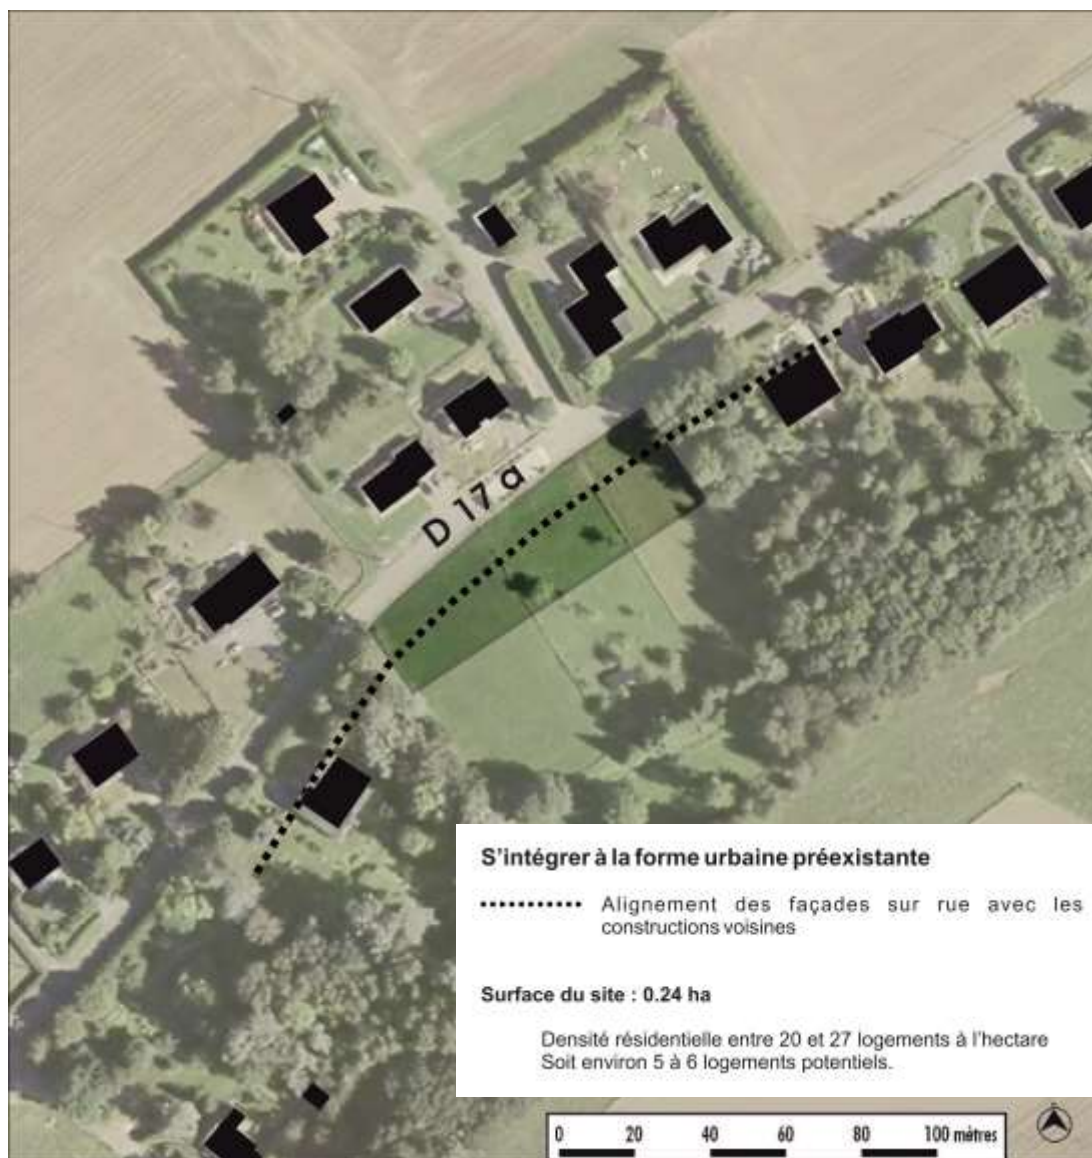 D 17 a
S'intégrer à la forme urbaine préexistante
Alignement des façades sur rue avec les
constructions voisines
Surface du site : 0.24 ha
Densité résidentielle entre 20 et 27 logements à l'hectare
Soit environ 5 à 6 logements potentiels.
0 20 40 60 80 100 mètres